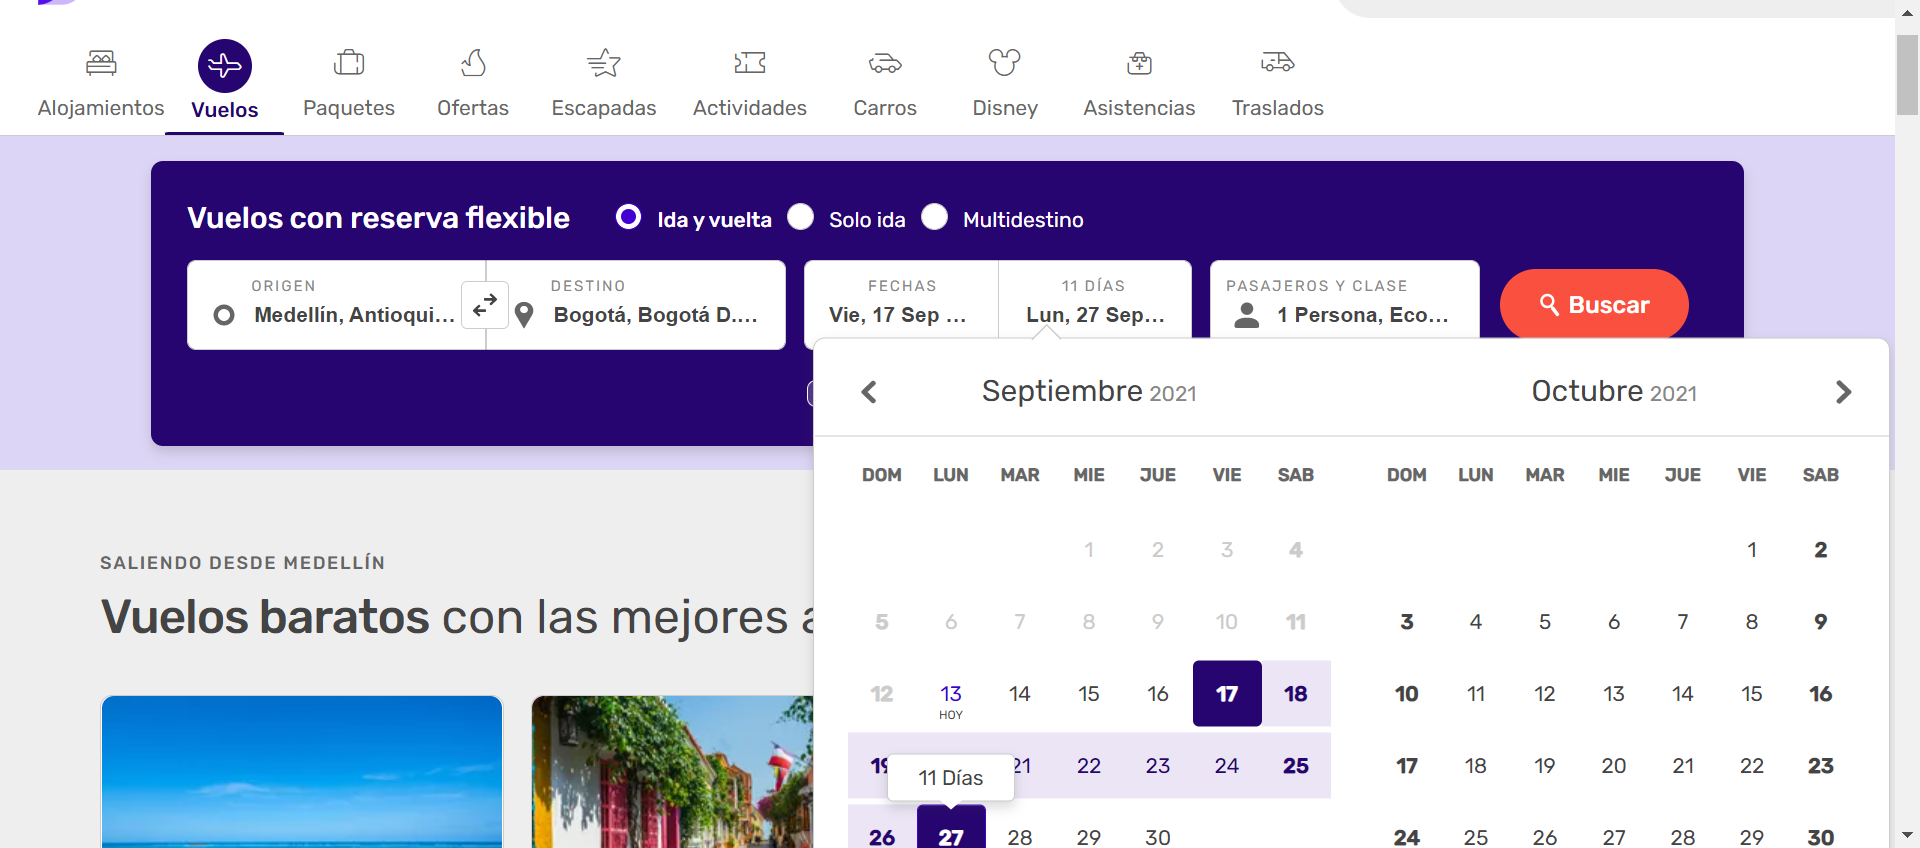 Alojamientos
Vuelos
Paquetes
Ofertas
Escapadas
Actividades
Carros
Disney
Asistencias
Traslados
Vuelos con reserva flexible
Ida y vuelta
Solo ida
Multidestino
ORIGEN
Medellín, Antioqui...
DESTINO
Bogotá, Bogotá D....
FECHAS
Vie, 17 Sep ...
11 DÍAS
Lun, 27 Sep...
PASAJEROS Y CLASE
1 Persona, Eco...
Buscar
Septiembre 2021
DOM LUN MAR MIE JUE VIE SAB
1 2 3 4
5 6 7 8 9 10 11
12 13 14 15 16 17 18
HOY
21 22 23 24 25
11 Días
26 27 28 29 30
Octubre 2021
DOM LUN MAR MIE JUE VIE SAB
1 2
3 4 5 6 7 8 9
10 11 12 13 14 15 16
17 18 19 20 21 22 23
24 25 26 27 28 29 30
SALIENDO DESDE MEDELLÍN
Vuelos baratos con las mejores